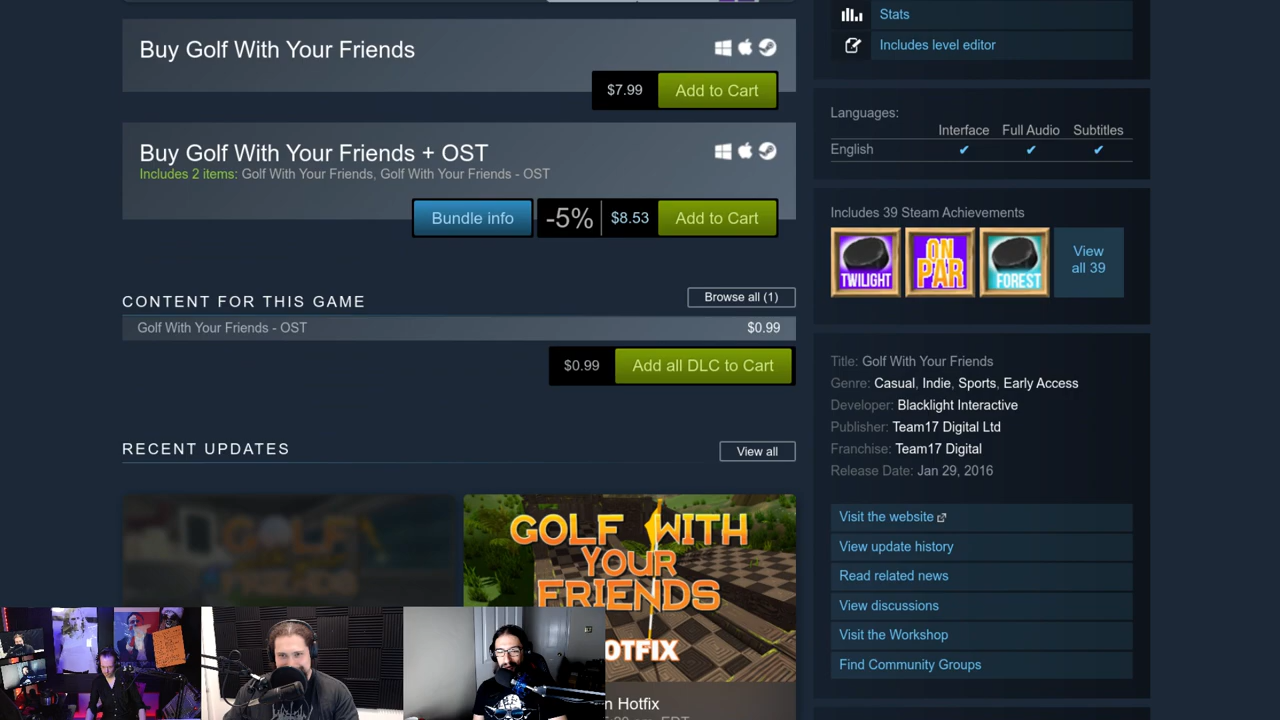 Buy Golf With Your Friends
$7.99
Add to Cart
Buy Golf With Your Friends + OST
Includes 2 items: Golf With Your Friends, Golf With Your Friends - OST
Bundle info
-5%
$8.53
Add to Cart
CONTENT FOR THIS GAME
Browse all (1)
Golf With Your Friends - OST
$0.99
$0.99
Add all DLC to Cart
RECENT UPDATES
View all
GOLF WITH
YOUR
FRIENDS
OTFIX
n Hotfix
Stats
Includes level editor
Languages:
Interface Full Audio Subtitles
English ✔ ✔ ✔
Includes 39 Steam Achievements
TWILIGHT
ON
PAR
FOREST
View
all 39
Title: Golf With Your Friends
Genre: Casual, Indie, Sports, Early Access
Developer: Blacklight Interactive
Publisher: Team17 Digital Ltd
Franchise: Team17 Digital
Release Date: Jan 29, 2016
Visit the website
View update history
Read related news
View discussions
Visit the Workshop
Find Community Groups